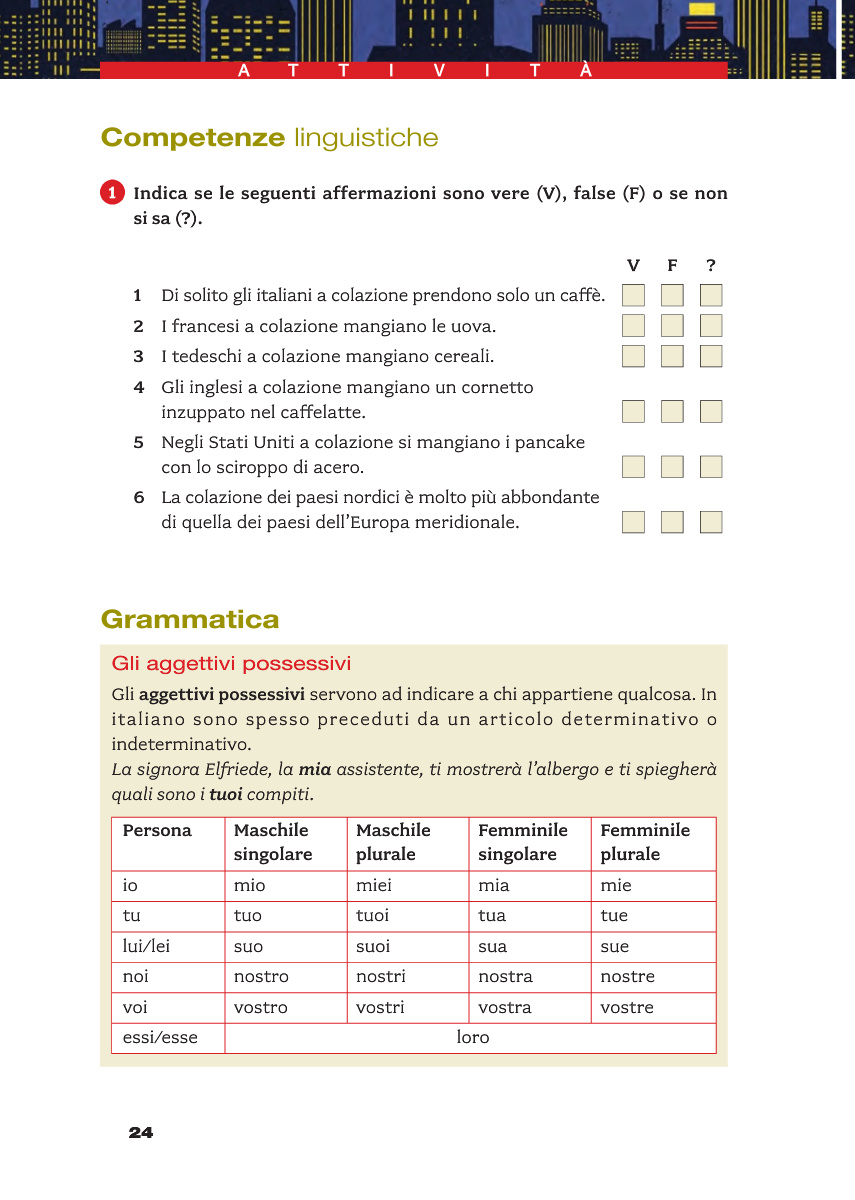 ATTIVITÀ
Competenze linguistiche
1 Indica se le seguenti affermazioni sono vere (V), false (F) o se non
si sa (?).
V F ?
1 Di solito gli italiani a colazione prendono solo un caffè.
2 I francesi a colazione mangiano le uova.
3 I tedeschi a colazione mangiano cereali.
4 Gli inglesi a colazione mangiano un cornetto
inzuppato nel caffelatte.
5 Negli Stati Uniti a colazione si mangiano i pancake
con lo sciroppo di acero.
6 La colazione dei paesi nordici è molto più abbondante
di quella dei paesi dell’Europa meridionale.
Grammatica
Gli aggettivi possessivi
Gli aggettivi possessivi servono ad indicare a chi appartiene qualcosa. In
italiano sono spesso preceduti da un articolo determinativo o
indeterminativo.
La signora Elfriede, la mia assistente, ti mostrerà l’albergo e ti spiegherà
quali sono i tuoi compiti.
Persona Maschile singolare Maschile plurale Femminile singolare Femminile plurale
io mio miei mia mie
tu tuo tuoi tua tue
lui/lei suo suoi sua sue
noi nostro nostri nostra nostre
voi vostro vostri vostra vostre
essi/esse loro
24